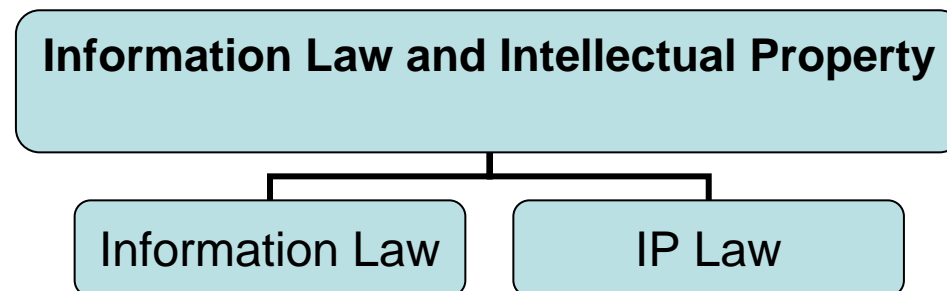 Information Law and Intellectual Property
Information Law
IP Law